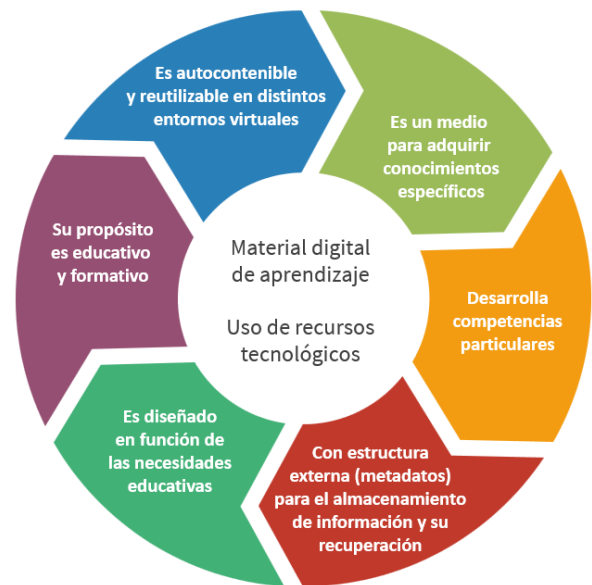 Es autocontenible
y reutilizable en distintos
entornos virtuales
Es un medio
para adquirir
conocimientos
específicos
Desarrolla
competencias
particulares
Con estructura
externa (metadatos)
para el almacenamiento
de información y su
recuperación
Es diseñado
en función de
las necesidades
educativas
Su propósito
es educativo
y formativo
Material digital
de aprendizaje
Uso de recursos
tecnológicos